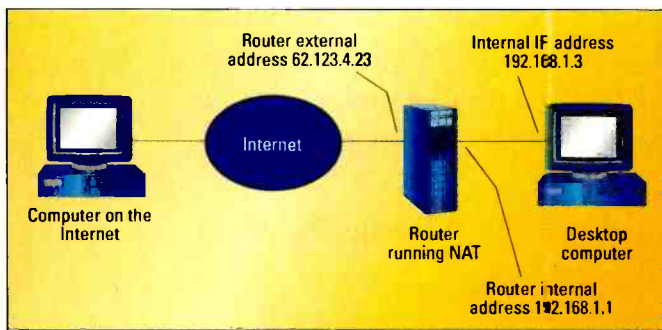 Router external
address 62.123.4.23
Internal IF address
192.168.1.3
Internet
Computer on the
Internet
Router
running NAT
Desktop
computer
Router internal
address 192.168.1.1